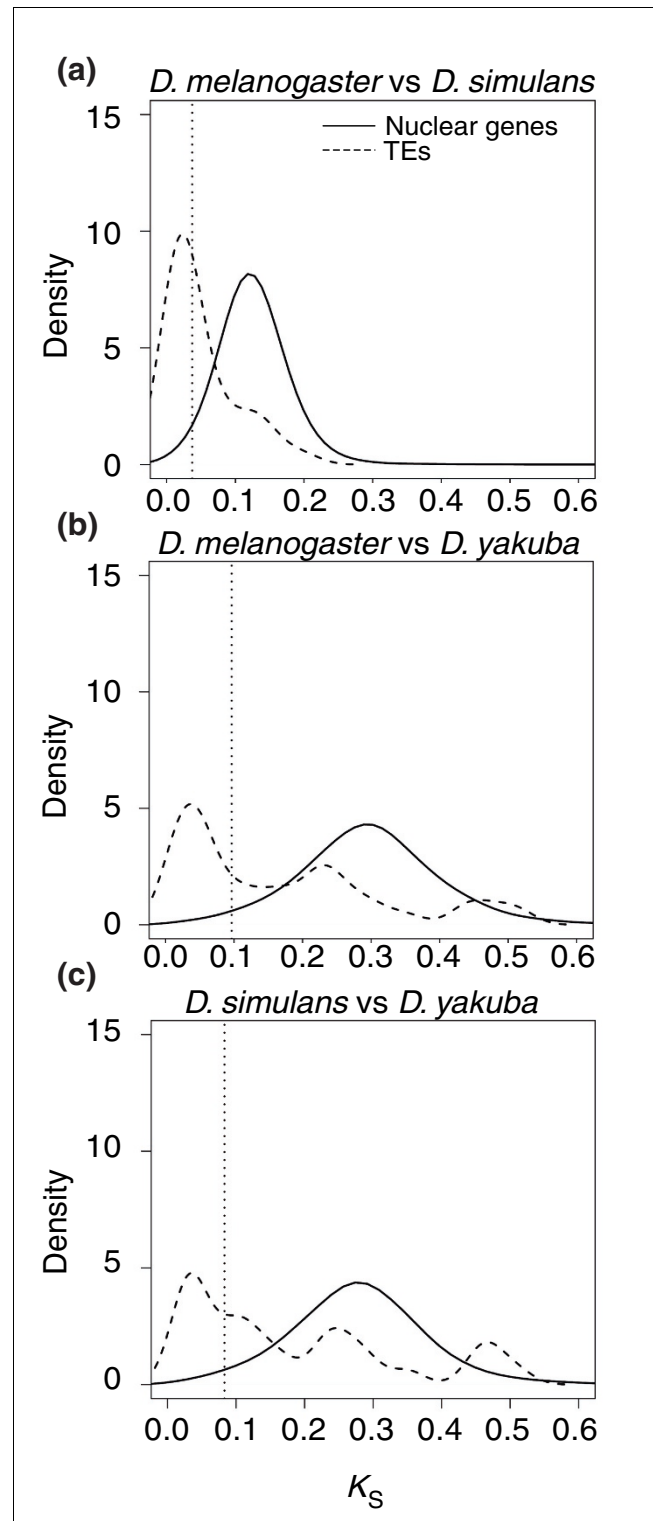 (a)
D. melanogaster vs D. simulans
15
10
5
0
Density
Nuclear genes
TEs
0.0 0.1 0.2 0.3 0.4 0.5 0.6
(b)
D. melanogaster vs D. yakuba
15
10
5
0
Density
0.0 0.1 0.2 0.3 0.4 0.5 0.6
(c)
D. simulans vs D. yakuba
15
10
5
0
Density
0.0 0.1 0.2 0.3 0.4 0.5 0.6
KS